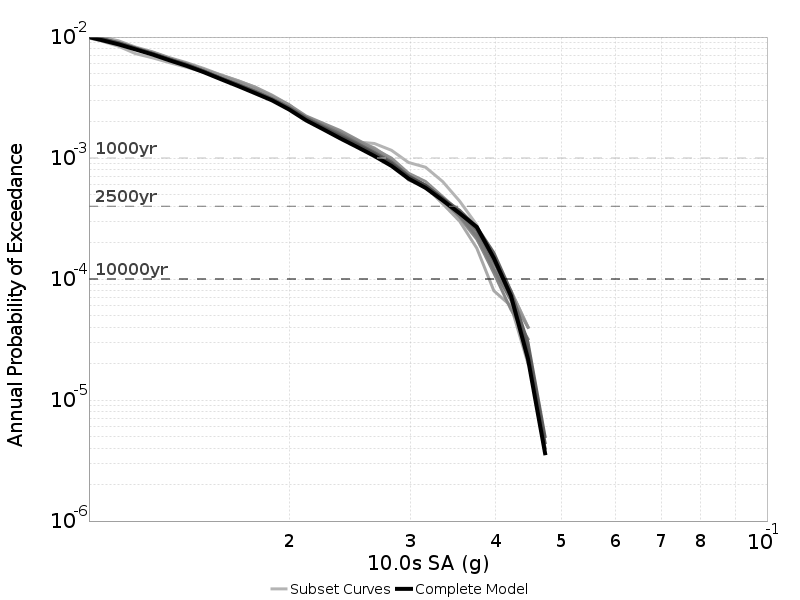 Annual Probability of Exceedance
10-2
10-3
10-4
10-5
10-6
1000yr
2500yr
10000yr
2 3 4 5 6 7 8 10-1
10.0s SA (g)
Subset Curves Complete Model